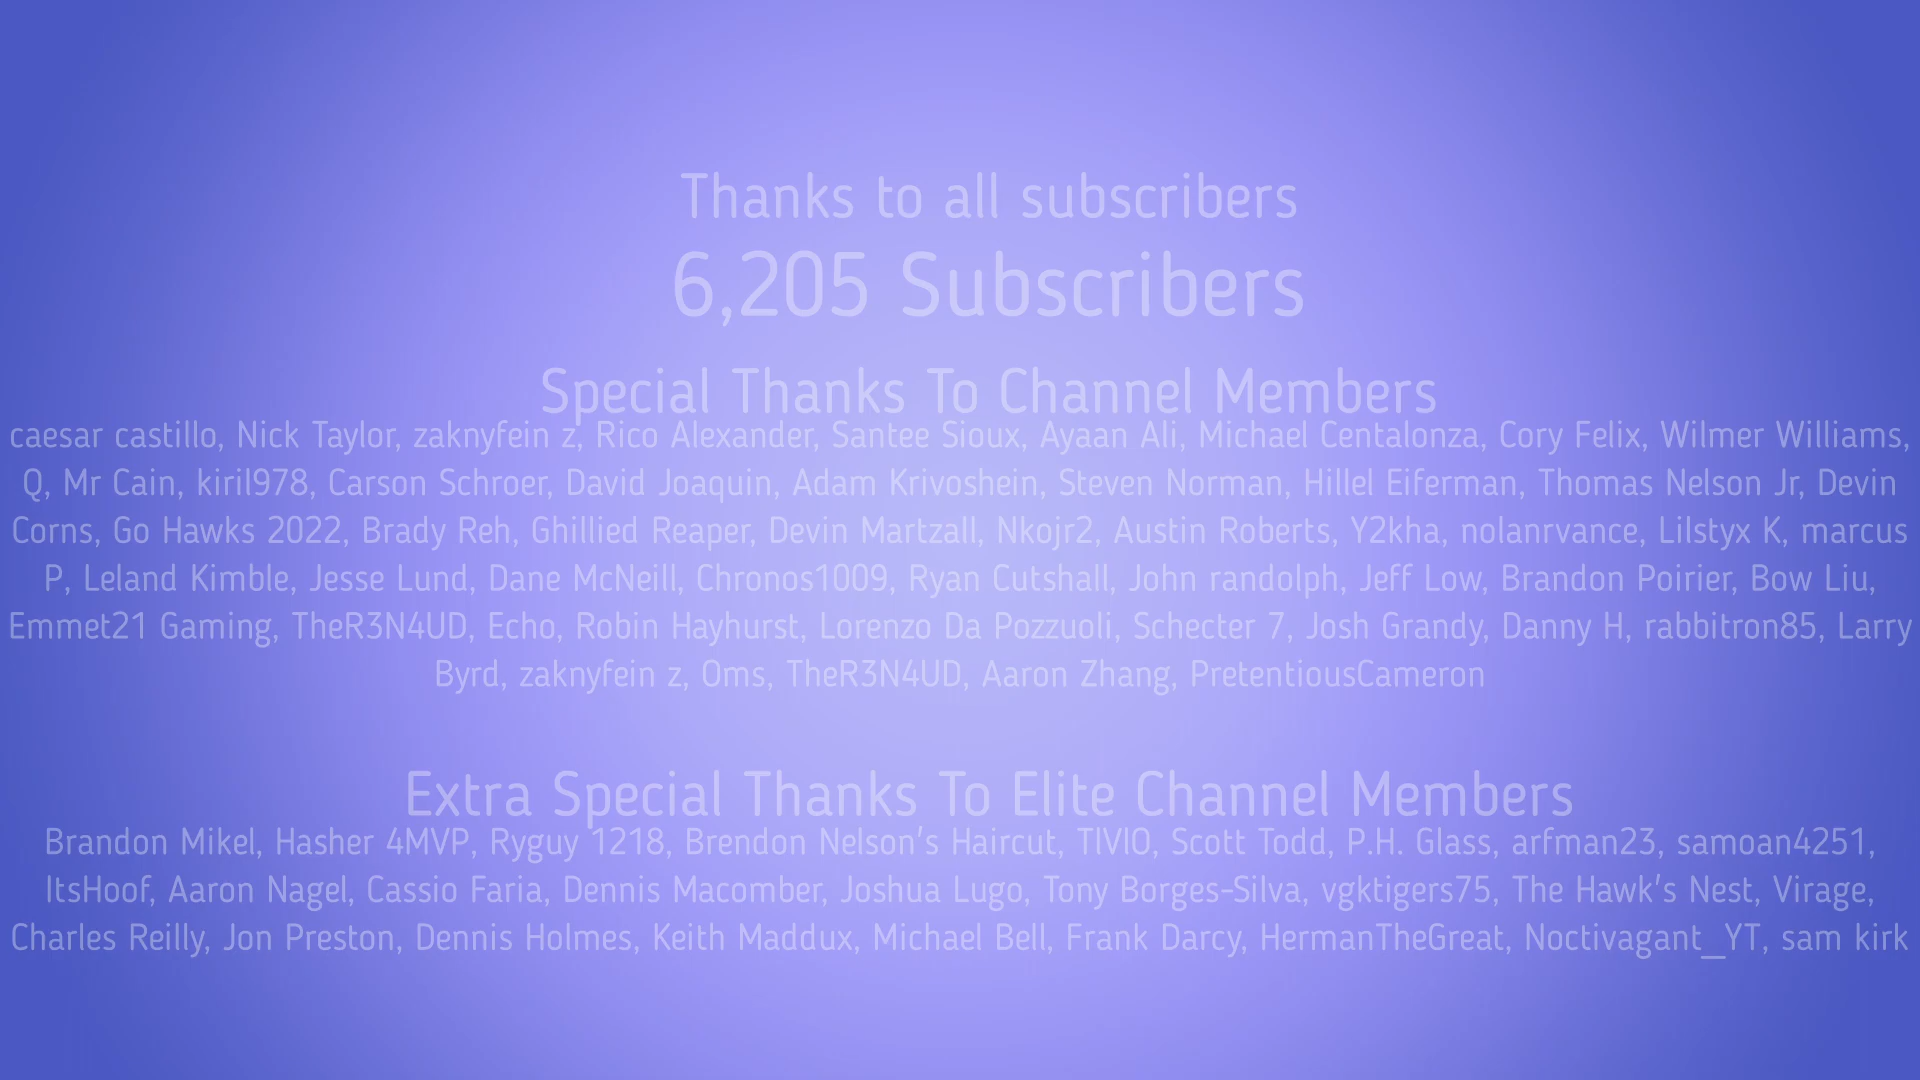 Thanks to all subscribers
6,205 Subscribers
Special Thanks To Channel Members
caesar castillo, Nick Taylor, zaknyfein z, Rico Alexander, Santee Sioux, Ayaan Ali, Michael Centalonza, Cory Felix, Wilmer Williams,
Q, Mr Cain, kiril978, Carson Schroer, David Joaquin, Adam Krivoshein, Steven Norman, Hillel Eiferman, Thomas Nelson Jr, Devin
Corns, Go Hawks 2022, Brady Reh, Ghillied Reaper, Devin Martzall, Nkojr2, Austin Roberts, Y2kha, nolanrvance, Lilstyx K, marcus
P, Leland Kimble, Jesse Lund, Dane McNeill, Chronos1009, Ryan Cutshall, John randolph, Jeff Low, Brandon Poirier, Bow Liu,
Emmet21 Gaming, TheR3N4UD, Echo, Robin Hayhurst, Lorenzo Da Pozzuoli, Schecter 7, Josh Grandy, Danny H, rabbitron85, Larry
Byrd, zaknyfein z, Oms, TheR3N4UD, Aaron Zhang, PretentiousCameron
Extra Special Thanks To Elite Channel Members
Brandon Mikel, Hasher 4MVP, Ryguy 1218, Brendon Nelson's Haircut, TIVIO, Scott Todd, P.H. Glass, arfman23, samoan4251,
ItsHoof, Aaron Nagel, Cassio Faria, Dennis Macomber, Joshua Lugo, Tony Borges-Silva, vgktigers75, The Hawk's Nest, Virage,
Charles Reilly, Jon Preston, Dennis Holmes, Keith Maddux, Michael Bell, Frank Darcy, HermanTheGreat, Noctivagant_YT, sam kirk